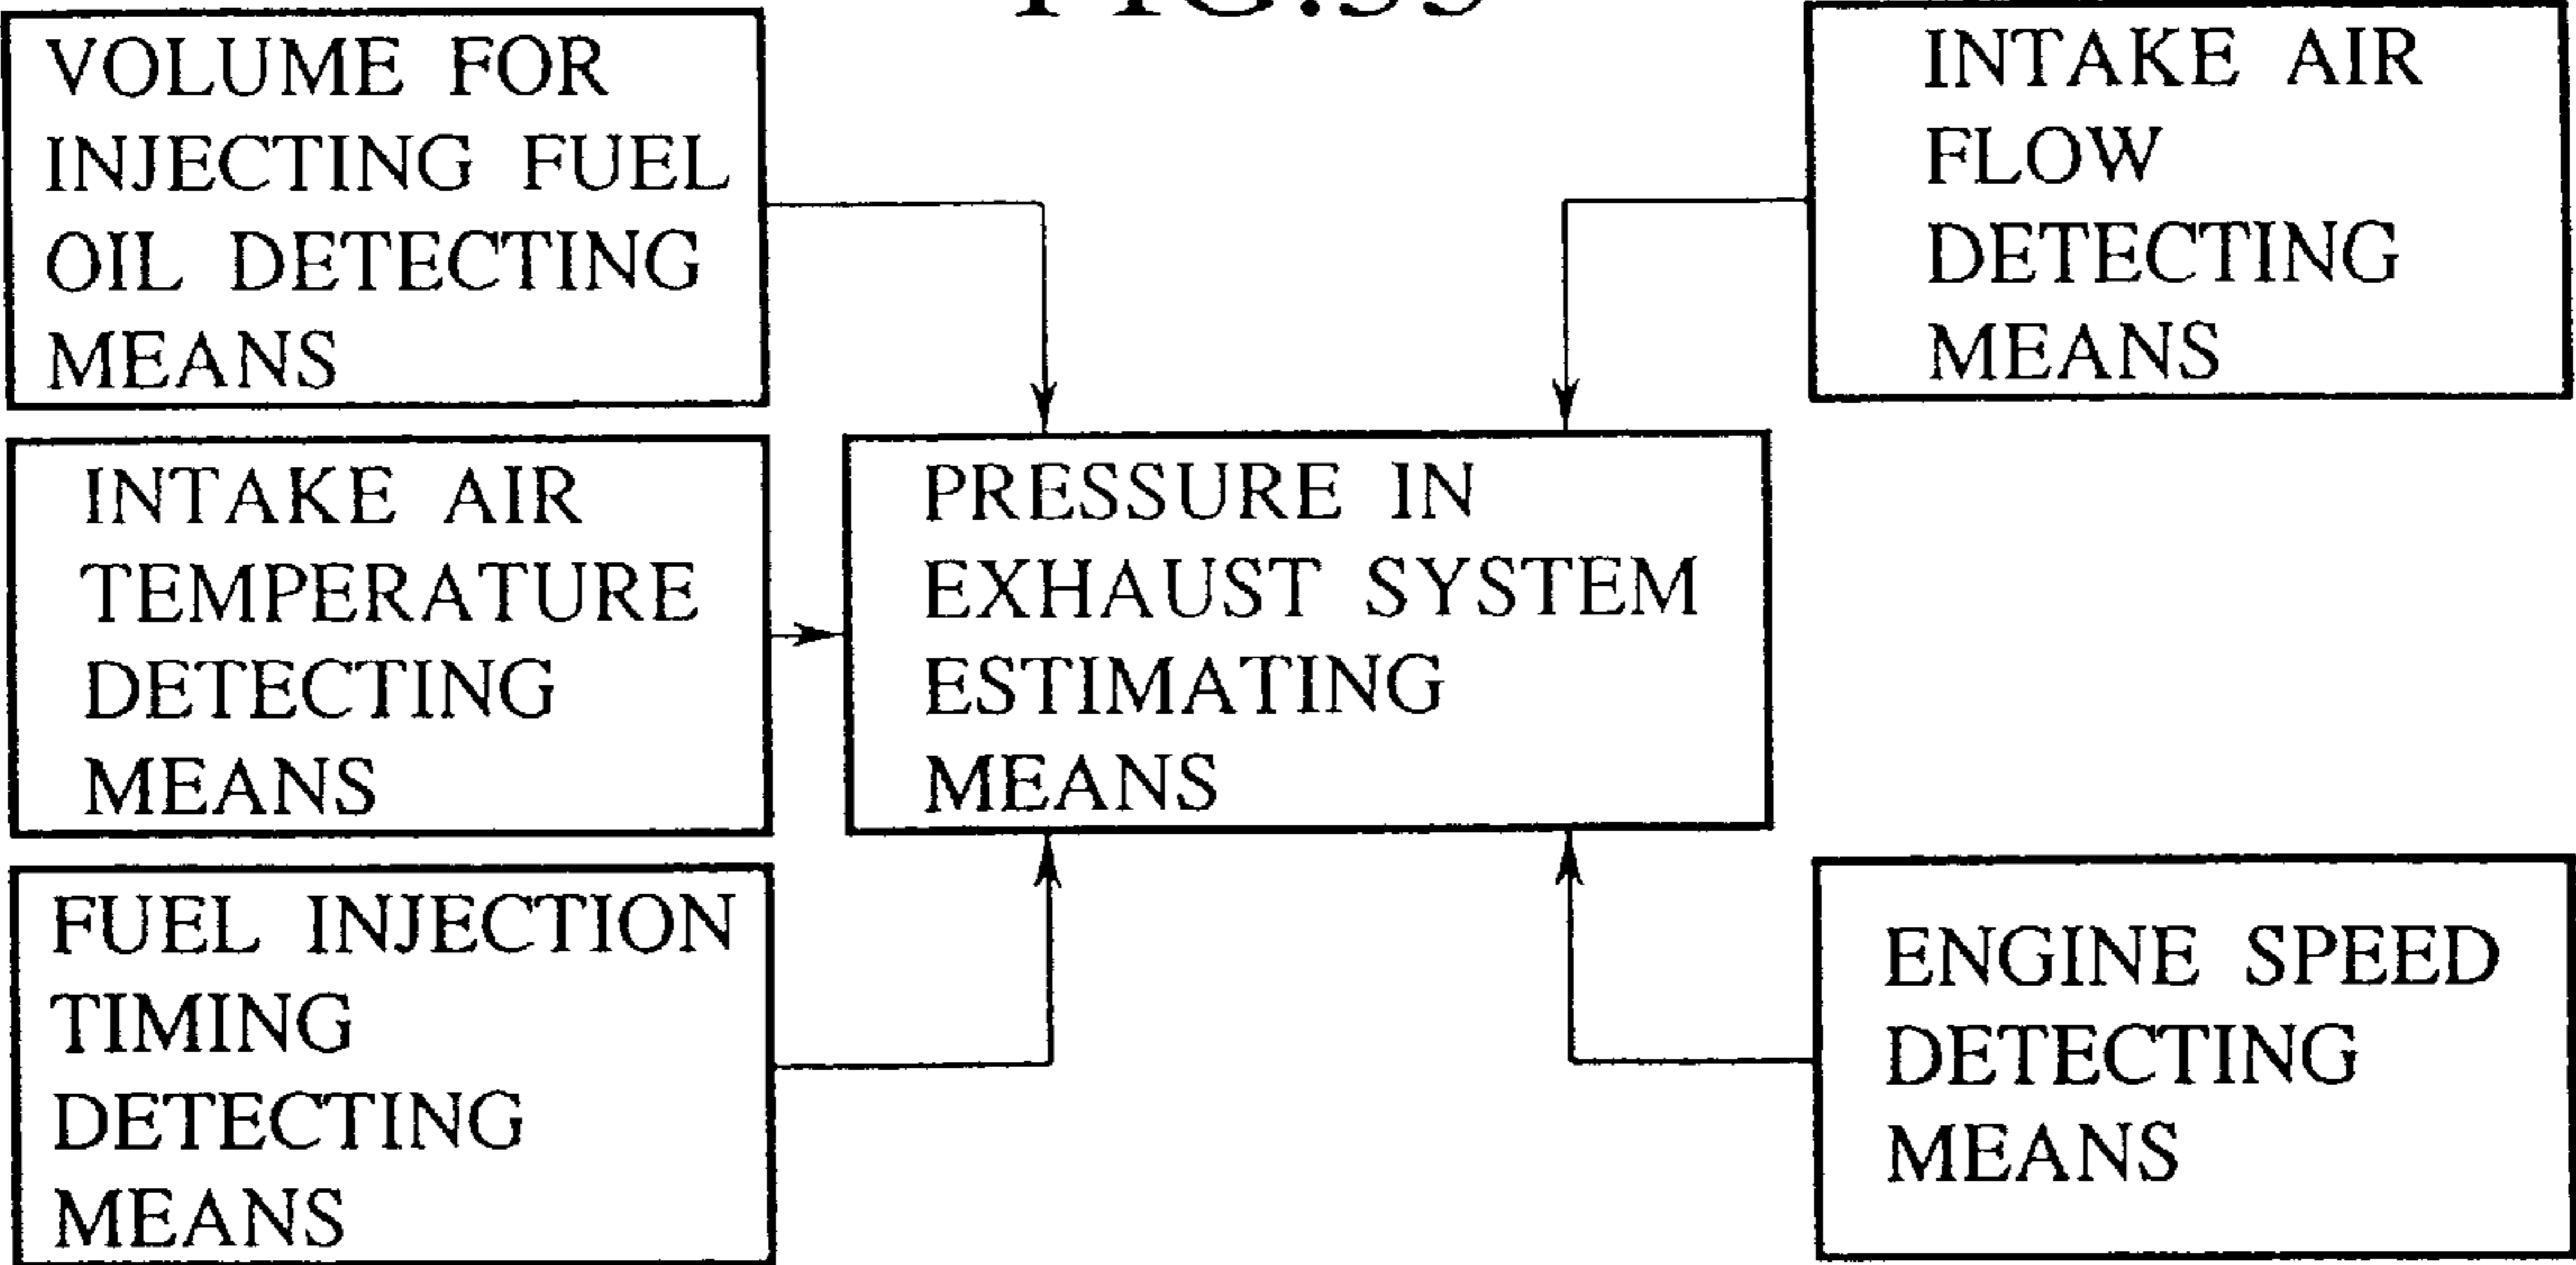 VOLUME FOR
INJECTING FUEL
OIL DETECTING
MEANS
INTAKE AIR
FLOW
DETECTING
MEANS
INTAKE AIR
TEMPERATURE
DETECTING
MEANS
PRESSURE IN
EXHAUST SYSTEM
ESTIMATING
MEANS
FUEL INJECTION
TIMING
DETECTING
MEANS
ENGINE SPEED
DETECTING
MEANS